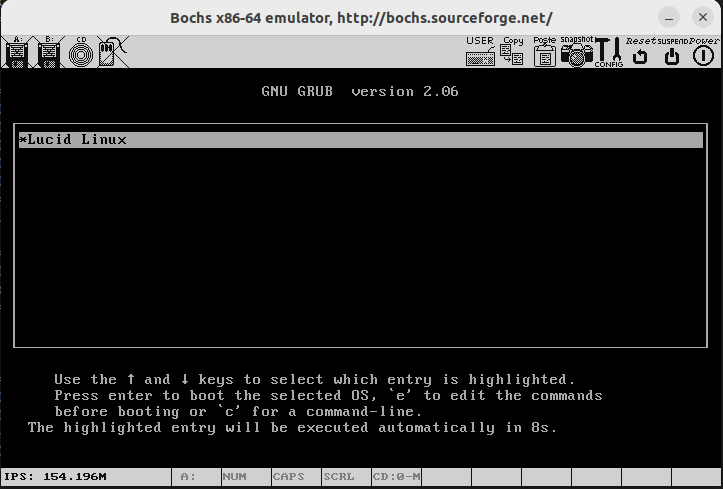 Bochs x86-64 emulator, http://bochs.sourceforge.net/
A: B: CD USER Copy Paste snapshot CONFIG Reset SUSPEND Power
GNU GRUB version 2.06
*Lucid Linux
Use the ↑ and ↓ keys to select which entry is highlighted.
Press enter to boot the selected OS, `e' to edit the commands
before booting or `c' for a command-line.
The highlighted entry will be executed automatically in 8s.
IPS: 154.196M A: NUM CAPS SCRL CD:0-M